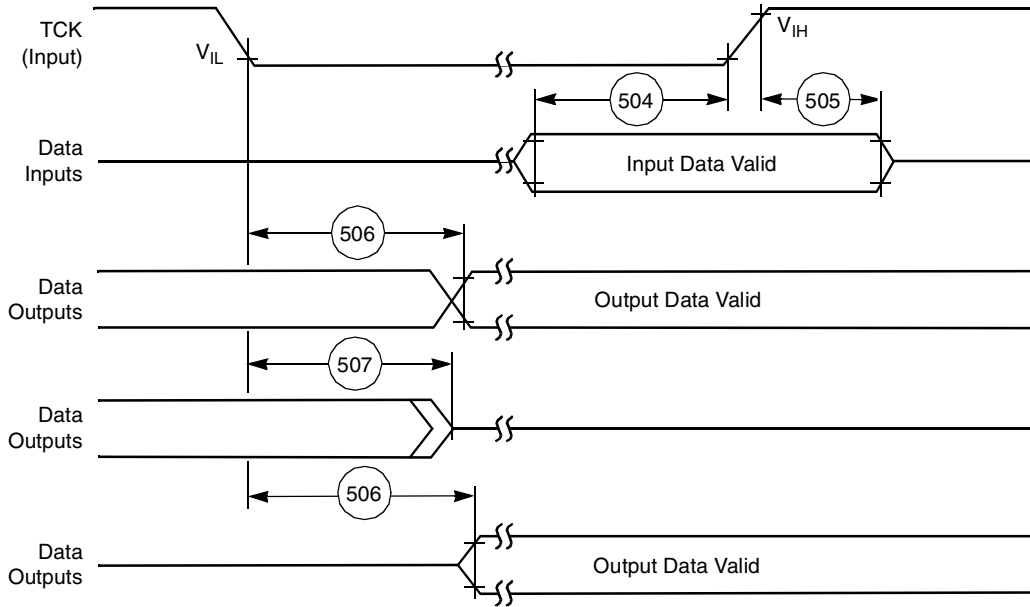 TCK
(Input)
VIL
VIH
504
505
Data
Inputs
Input Data Valid
506
Data
Outputs
Output Data Valid
507
Data
Outputs
506
Data
Outputs
Output Data Valid